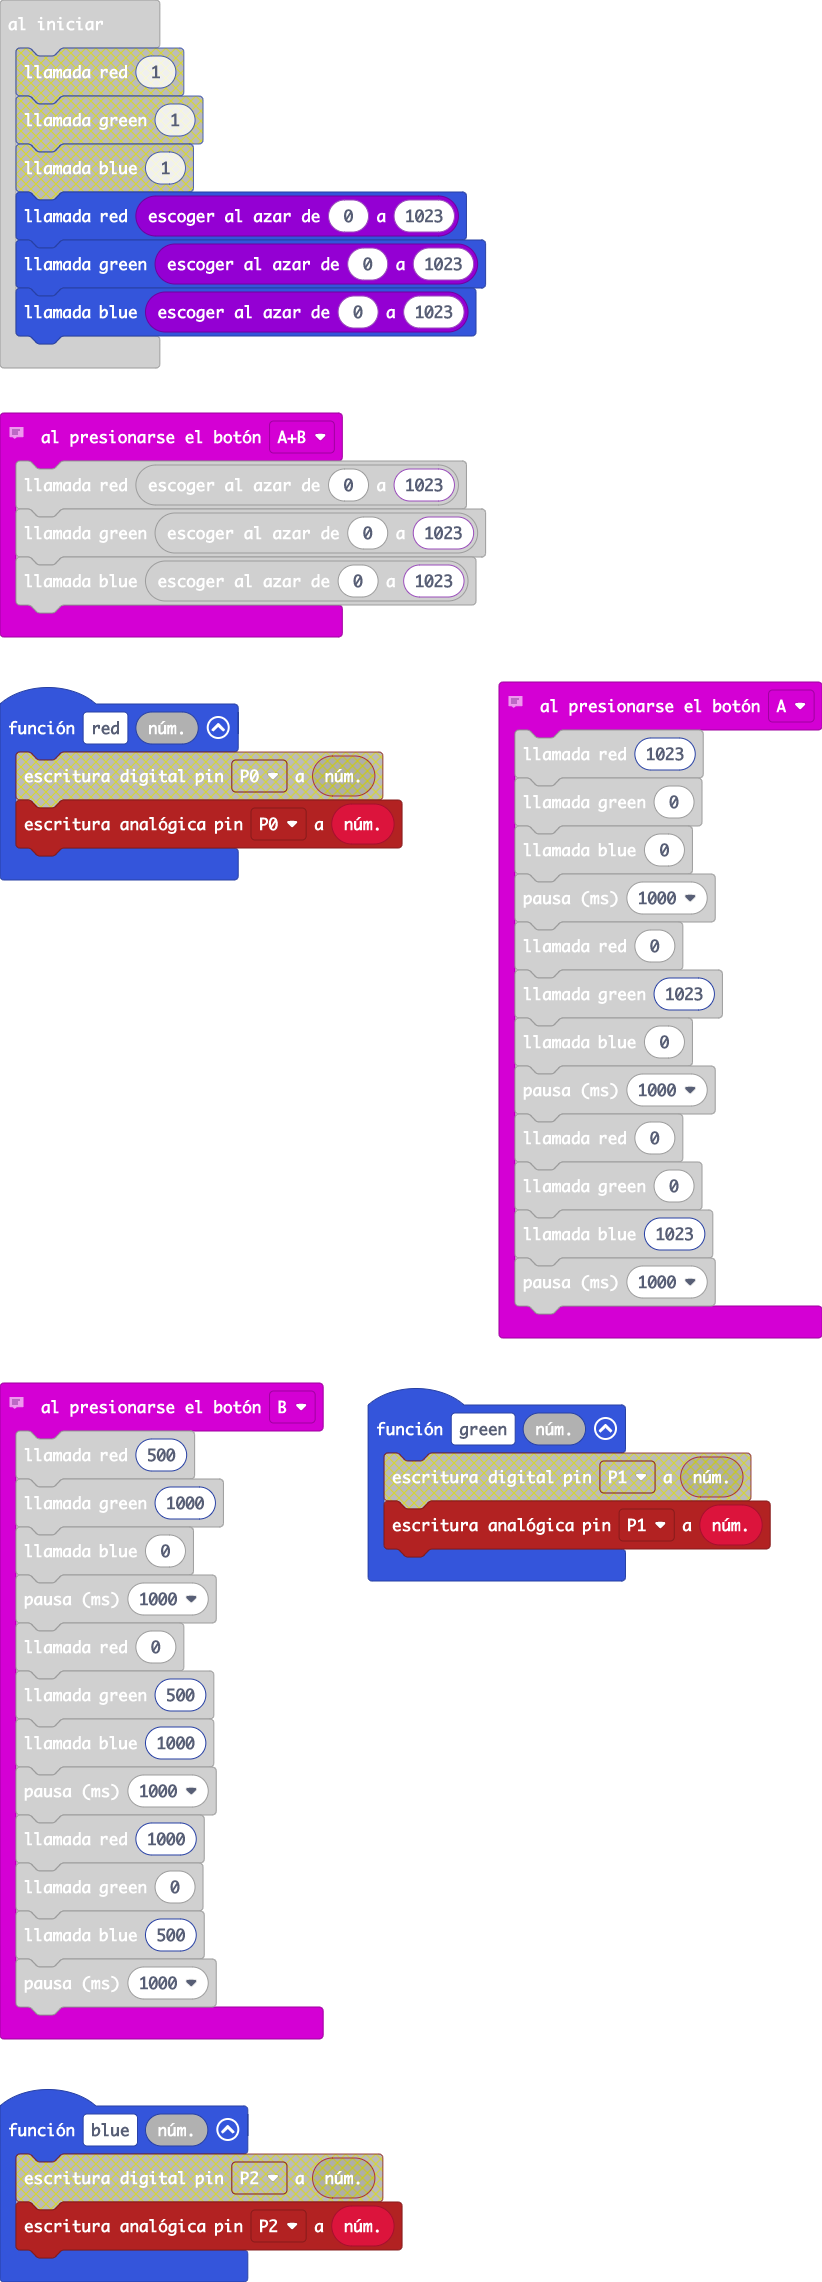 al iniciar
llamada red 1
llamada green 1
llamada blue 1
llamada red escoger al azar de 0 a 1023
llamada green escoger al azar de 0 a 1023
llamada blue escoger al azar de 0 a 1023
al presionarse el botón A+B
llamada red escoger al azar de 0 a 1023
llamada green escoger al azar de 0 a 1023
llamada blue escoger al azar de 0 a 1023
función red núm.
escritura digital pin P0 a núm.
escritura analógica pin P0 a núm.
al presionarse el botón A
llamada red 1023
llamada green 0
llamada blue 0
pausa (ms) 1000
llamada red 0
llamada green 1023
llamada blue 0
pausa (ms) 1000
llamada red 0
llamada green 0
llamada blue 1023
pausa (ms) 1000
al presionarse el botón B
llamada red 500
llamada green 1000
llamada blue 0
pausa (ms) 1000
llamada red 0
llamada green 500
llamada blue 1000
pausa (ms) 1000
llamada red 1000
llamada green 0
llamada blue 500
pausa (ms) 1000
función green núm.
escritura digital pin P1 a núm.
escritura analógica pin P1 a núm.
función blue núm.
escritura digital pin P2 a núm.
escritura analógica pin P2 a núm.